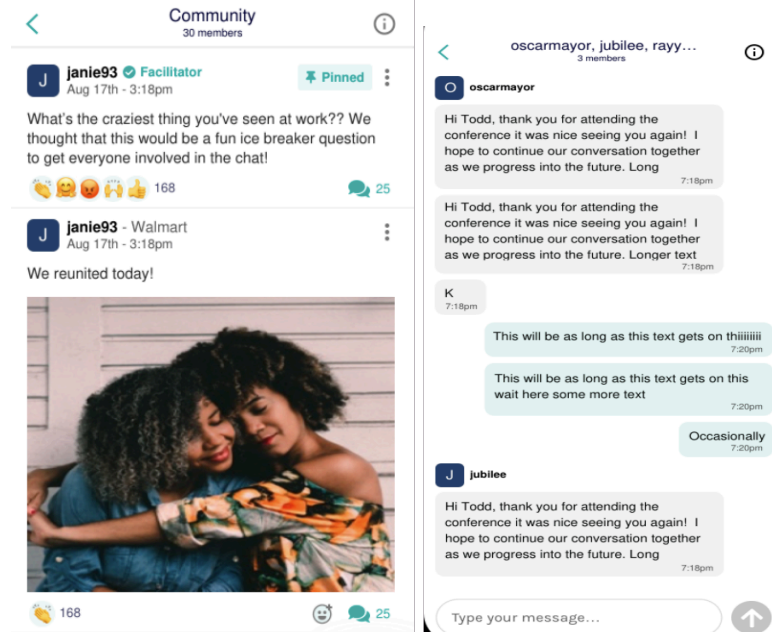 Community
30 members
J
janie93 Facilitator
Aug 17th - 3:18pm
Pinned
What's the craziest thing you've seen at work?? We
thought that this would be a fun ice breaker question
to get everyone involved in the chat!
168
25
J
janie93 - Walmart
Aug 17th - 3:18pm
We reunited today!
168
25
oscarmayor, jubilee, rayy...
3 members
O
oscarmayor
Hi Todd, thank you for attending the
conference it was nice seeing you again! I
hope to continue our conversation together
as we progress into the future. Long
7:18pm
Hi Todd, thank you for attending the
conference it was nice seeing you again! I
hope to continue our conversation together
as we progress into the future. Longer text
7:18pm
K
7:18pm
This will be as long as this text gets on thiiiiiiii
7:20pm
This will be as long as this text gets on this
wait here some more text
7:20pm
Occasionally
7:20pm
J
jubilee
Hi Todd, thank you for attending the
conference it was nice seeing you again! I
hope to continue our conversation together
as we progress into the future. Long
7:18pm
Type your message...